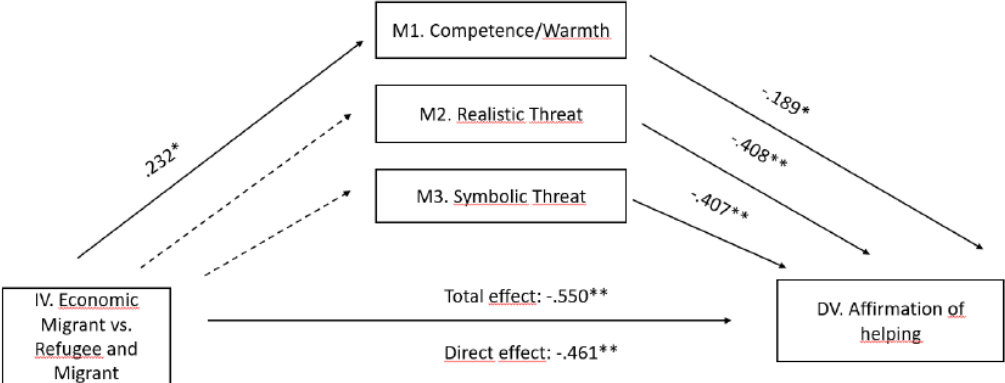 M1. Competence/Warmth
-.189*
M2. Realistic Threat
-.408**
.232*
M3. Symbolic Threat
-.407**
IV. Economic
Migrant vs.
Refugee and
Migrant
Total effect: -.550**
Direct effect: -.461**
DV. Affirmation of
helping